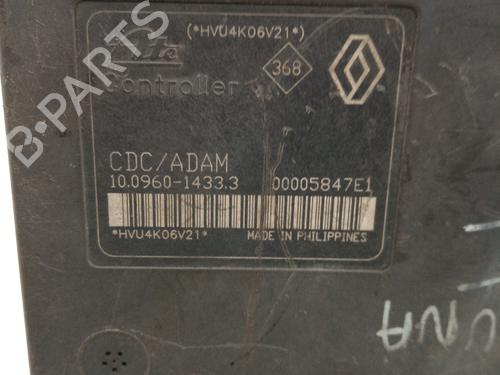 (*HVU4K06V21*)
Controller
368
CDC/ADAM
10.0960-1433.3 00005847E1
*HVU4K06V21* MADE IN PHILIPPINES
B-PARTS